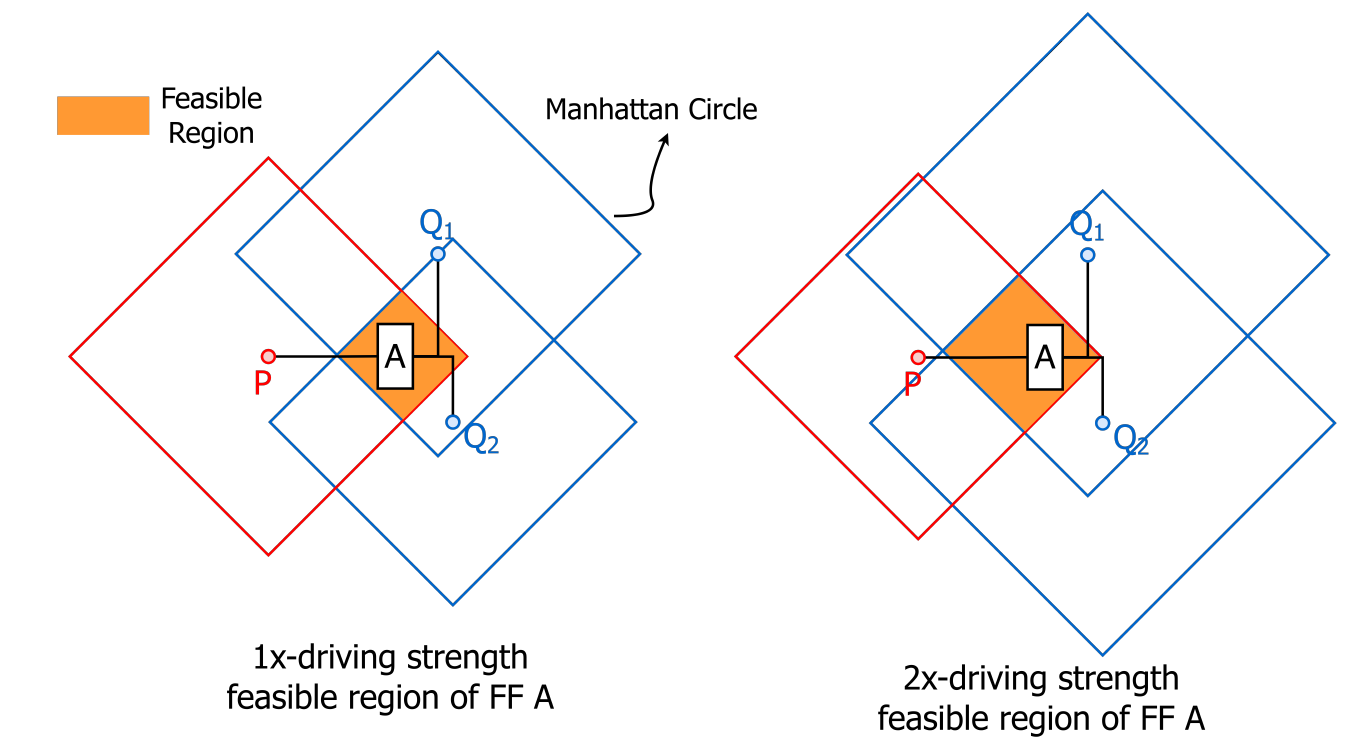 Feasible
Region
Manhattan Circle
Q1
Q1
A
A
P
P
Q2
Q2
1x-driving strength
feasible region of FF A
2x-driving strength
feasible region of FF A